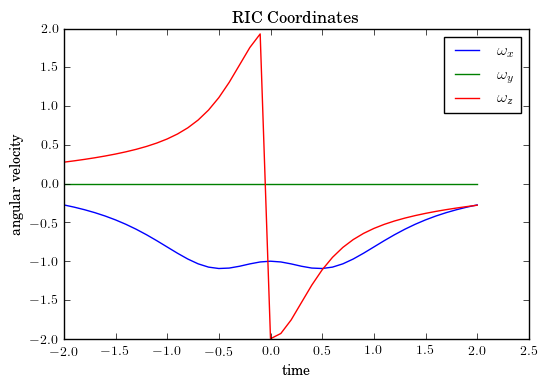 RIC Coordinates
2.0
1.5
1.0
0.5
0.0
−0.5
−1.0
−1.5
−2.0
angular velocity
ωx
ωy
ωz
−2.0 −1.5 −1.0 −0.5 0.0 0.5 1.0 1.5 2.0 2.5
time